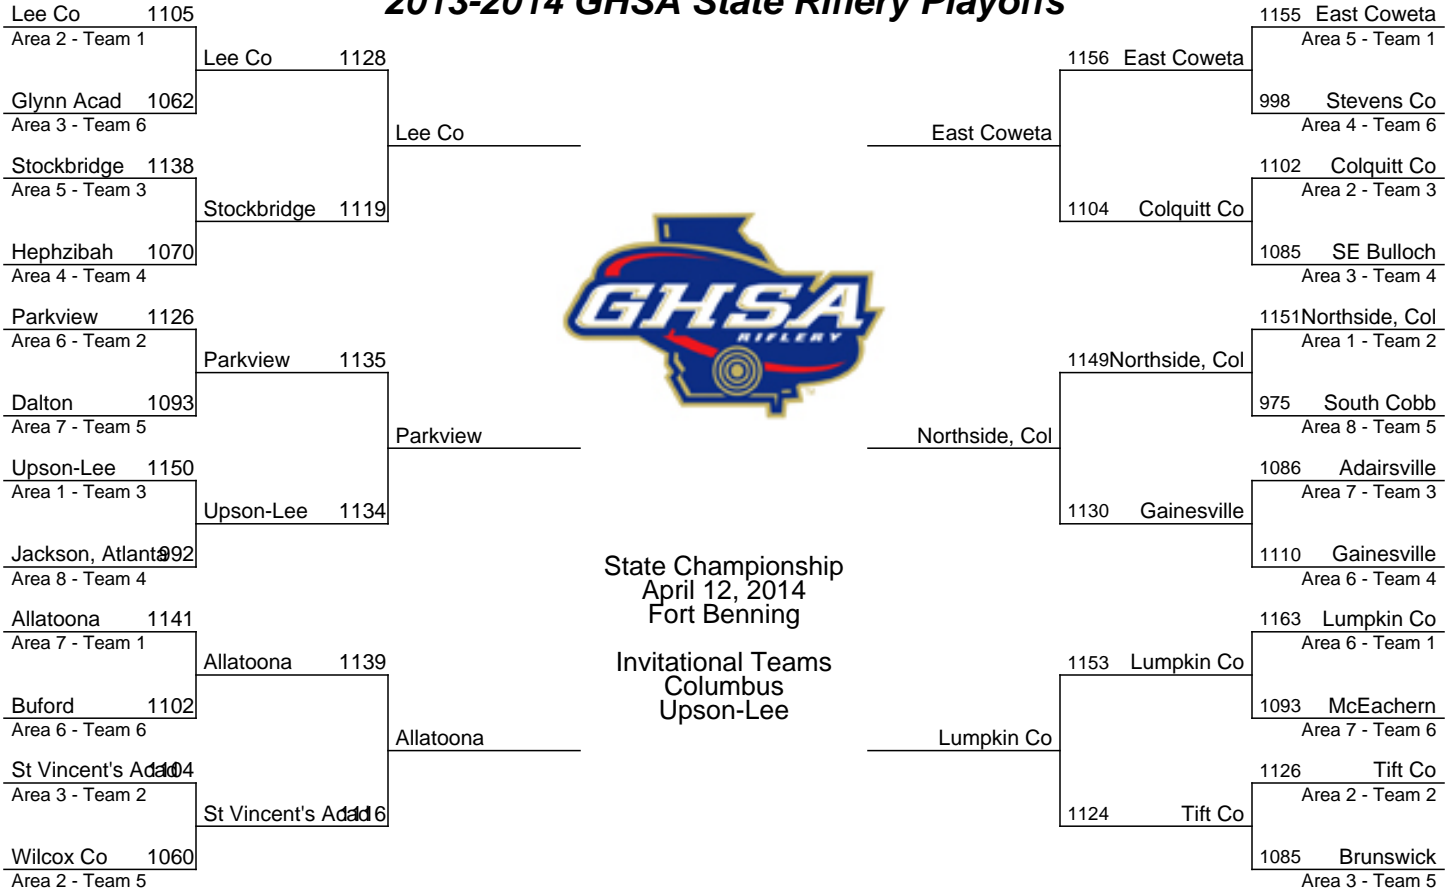 2013-2014 GHSA State Riflery Playoffs
Lee Co 1105
Area 2 - Team 1
Lee Co 1128
Glynn Acad 1062
Area 3 - Team 6
Lee Co
Stockbridge 1138
Area 5 - Team 3
Stockbridge 1119
Hephzibah 1070
Area 4 - Team 4
Parkview 1126
Area 6 - Team 2
Parkview 1135
Dalton 1093
Area 7 - Team 5
Parkview
Upson-Lee 1150
Area 1 - Team 3
Upson-Lee 1134
Jackson, Atlanta 992
Area 8 - Team 4
Allatoona 1141
Area 7 - Team 1
Allatoona 1139
Buford 1102
Area 6 - Team 6
Allatoona
St Vincent's Acad 1104
Area 3 - Team 2
St Vincent's Acad 1116
Wilcox Co 1060
Area 2 - Team 5
GHSA
RIFLERY
State Championship
April 12, 2014
Fort Benning
Invitational Teams
Columbus
Upson-Lee
1155 East Coweta
Area 5 - Team 1
1156 East Coweta
998 Stevens Co
Area 4 - Team 6
East Coweta
1102 Colquitt Co
Area 2 - Team 3
1104 Colquitt Co
1085 SE Bulloch
Area 3 - Team 4
1151 Northside, Col
Area 1 - Team 2
1149 Northside, Col
975 South Cobb
Area 8 - Team 5
Northside, Col
1086 Adairsville
Area 7 - Team 3
1130 Gainesville
1110 Gainesville
Area 6 - Team 4
1163 Lumpkin Co
Area 6 - Team 1
1153 Lumpkin Co
1093 McEachern
Area 7 - Team 6
Lumpkin Co
1126 Tift Co
Area 2 - Team 2
1124 Tift Co
1085 Brunswick
Area 3 - Team 5